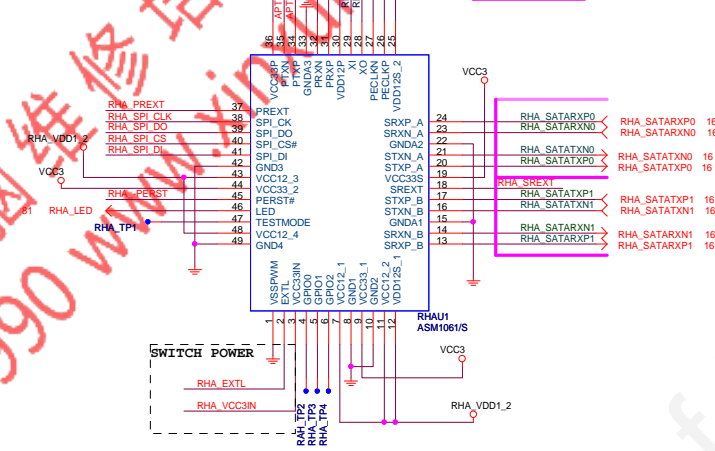 36 35 34 33 32 31 30 29 28 27 26 25
VCC33P
PTXN
PTXP
GNDA3
PRXN
PRXP
VDD12P
XI
XO
PECLKN
PECLKP
VDD12S_2
VCC3
RHA_PREXT 37 PREXT
RHA_SPI_CLK 38 SPI_CK
RHA_SPI_DO 39 SPI_DO
RHA_SPI_CS 40 SPI_CS#
RHA_SPI_DI 41 SPI_DI
42 GND3
43 VCC12_3
44 VCC33_2
RHA_PERST 45 PERST#
81 RHA_LED 46 LED
RHA_TP1 47 TESTMODE
48 VCC12_4
49 GND4
RHA_VDD1_2
VCC3
SRXP_A 24 RHA_SATARXP0 RHA_SATARXP0 16
SRXN_A 23 RHA_SATARXN0 RHA_SATARXN0 16
GNDA2 22
STXN_A 21 RHA_SATATXN0 RHA_SATATXN0 16
STXP_A 20 RHA_SATATXP0 RHA_SATATXP0 16
VCC33S 19
SREXT 18 RHA_SREXT
STXP_B 17 RHA_SATATXP1 RHA_SATATXP1 16
STXN_B 16 RHA_SATATXN1 RHA_SATATXN1 16
GNDA1 15
SRXN_B 14 RHA_SATARXN1 RHA_SATARXN1 16
SRXP_B 13 RHA_SATARXP1 RHA_SATARXP1 16
VSSPWM
EXTL
VCC33IN
GPIO0
GPIO1
GPIO2
VCC12_1
GND1
VCC33_1
GND2
VCC12_2
VDD12S_1
1 2 3 4 5 6 7 8 9 10 11 12
RHAU1
ASM1061/S
SWITCH POWER
RHA_EXTL
RHA_VCC3IN
RAH_TP2
RHA_TP3
RHA_TP4
VCC3
RHA_VDD1_2